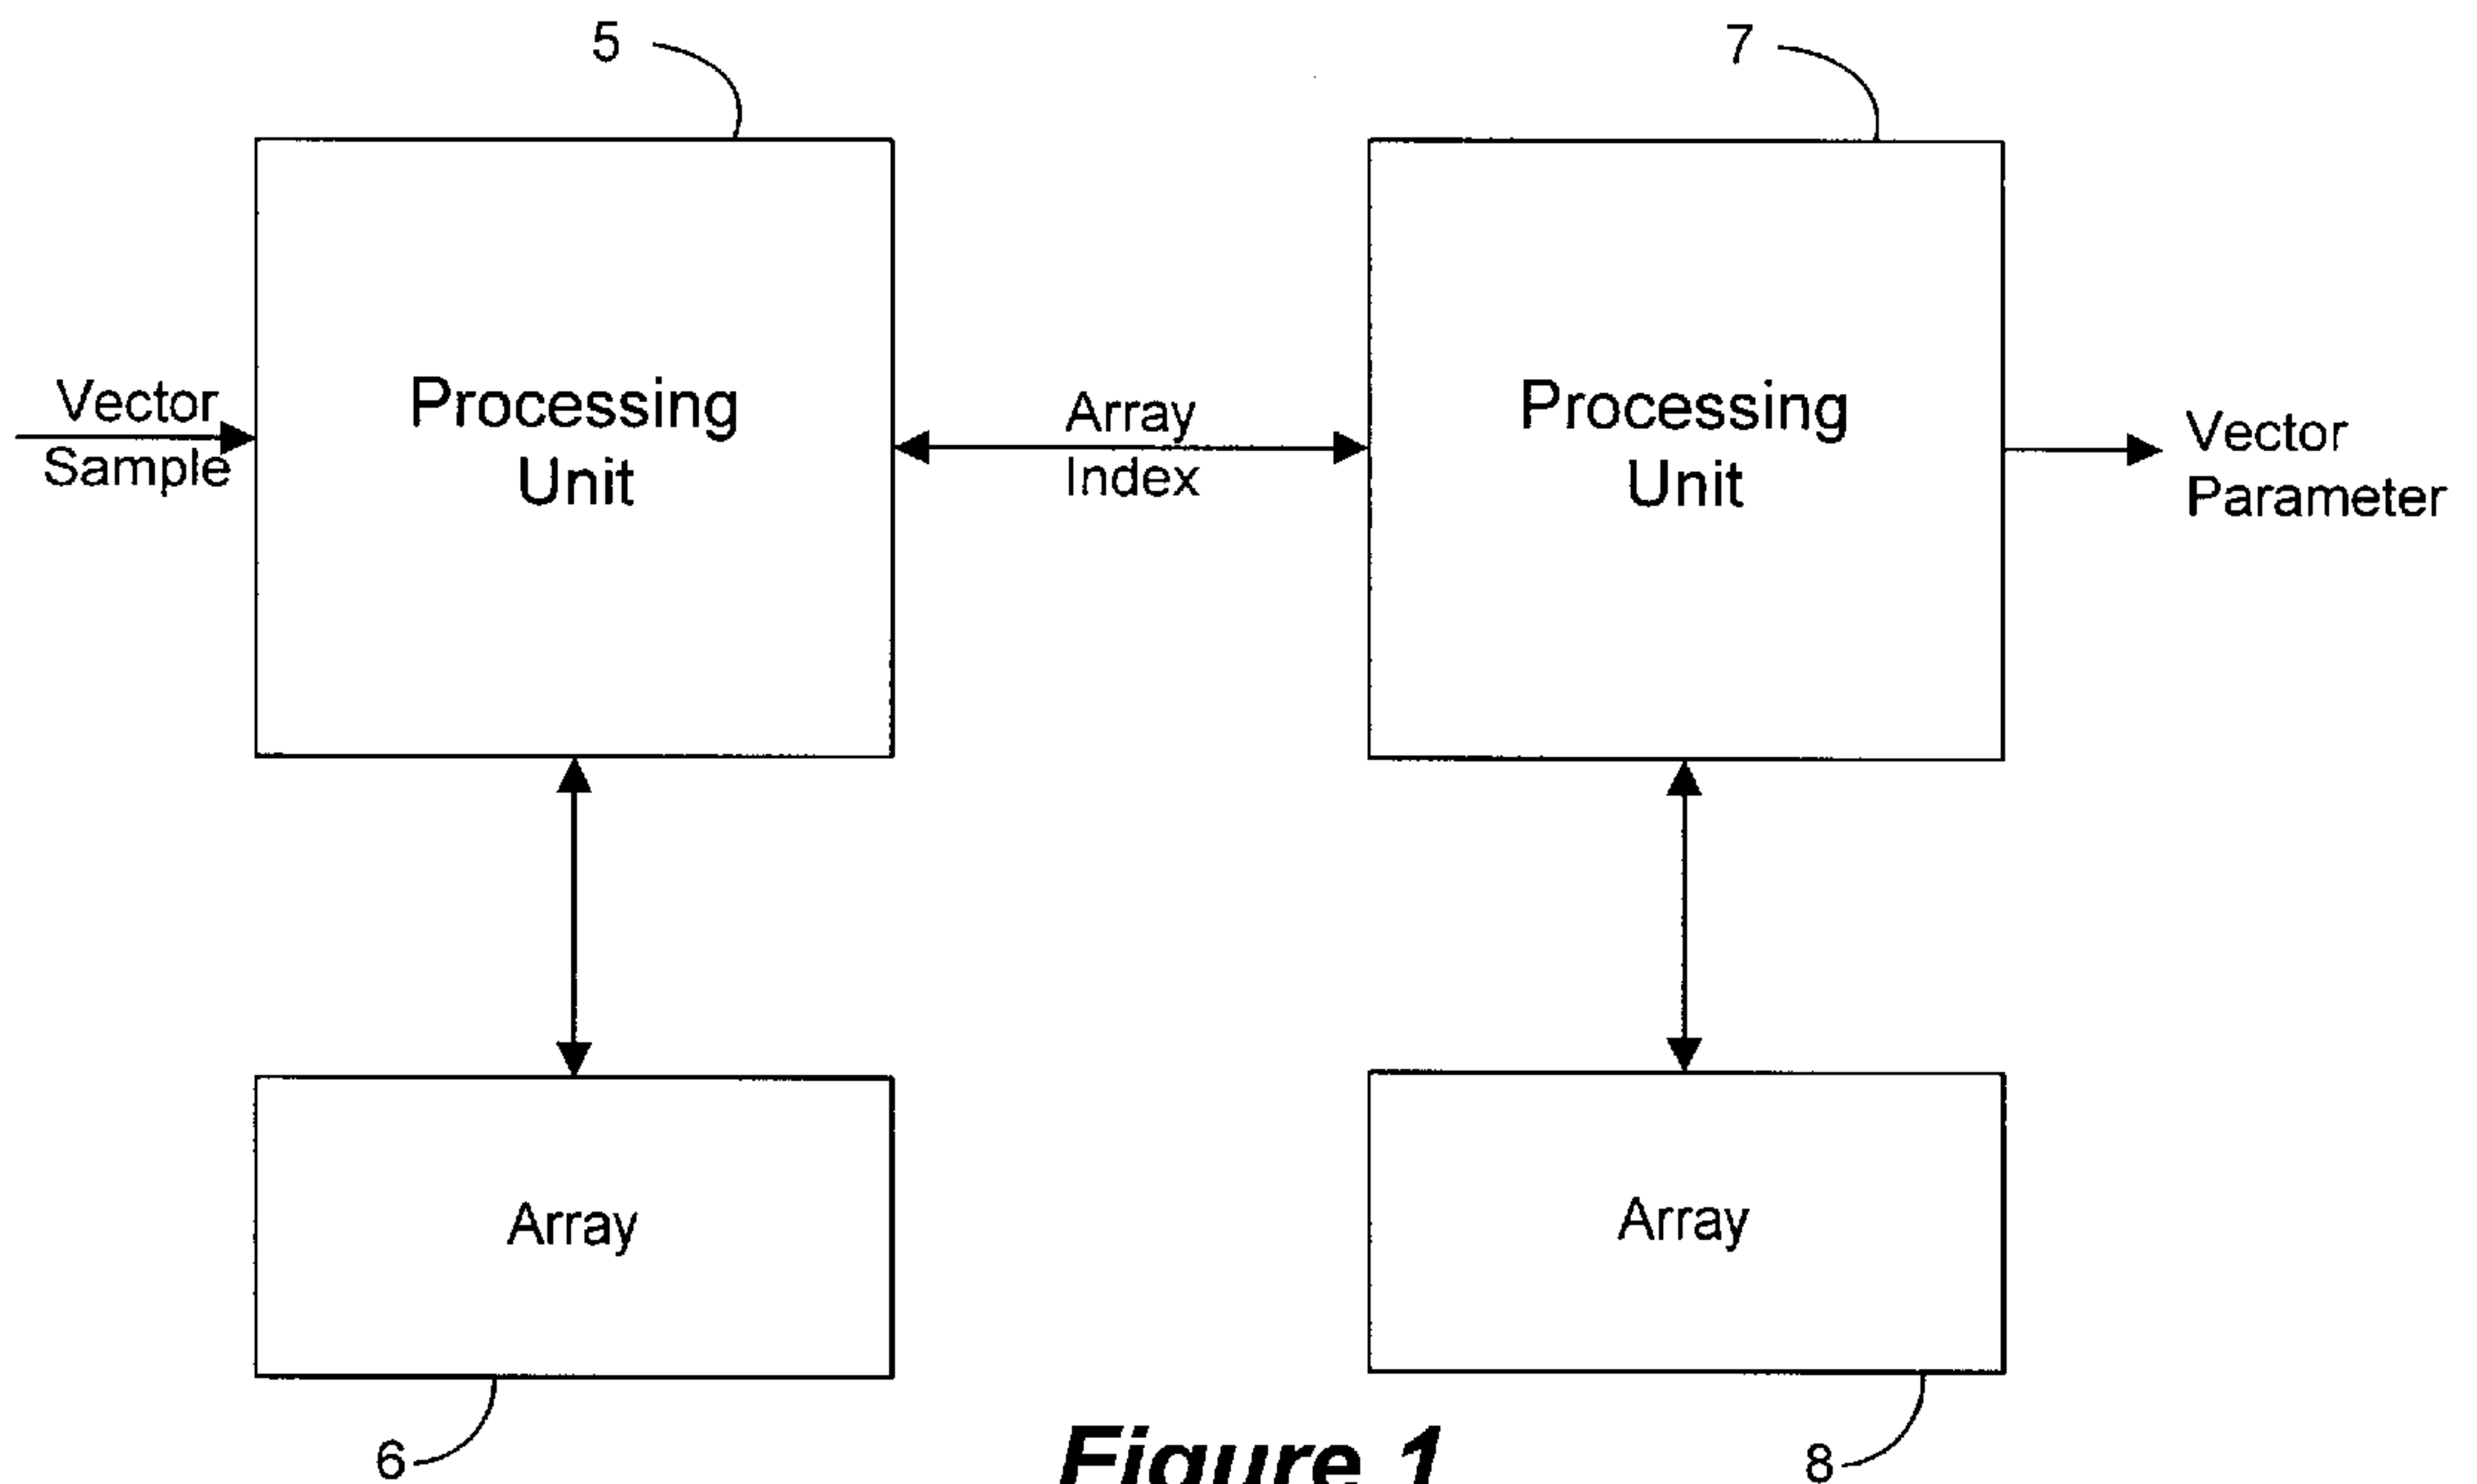 5
7
Vector
Sample
Processing
Unit
Array
Index
Processing
Unit
Vector
Parameter
Array
Array
6
8
Figure 1